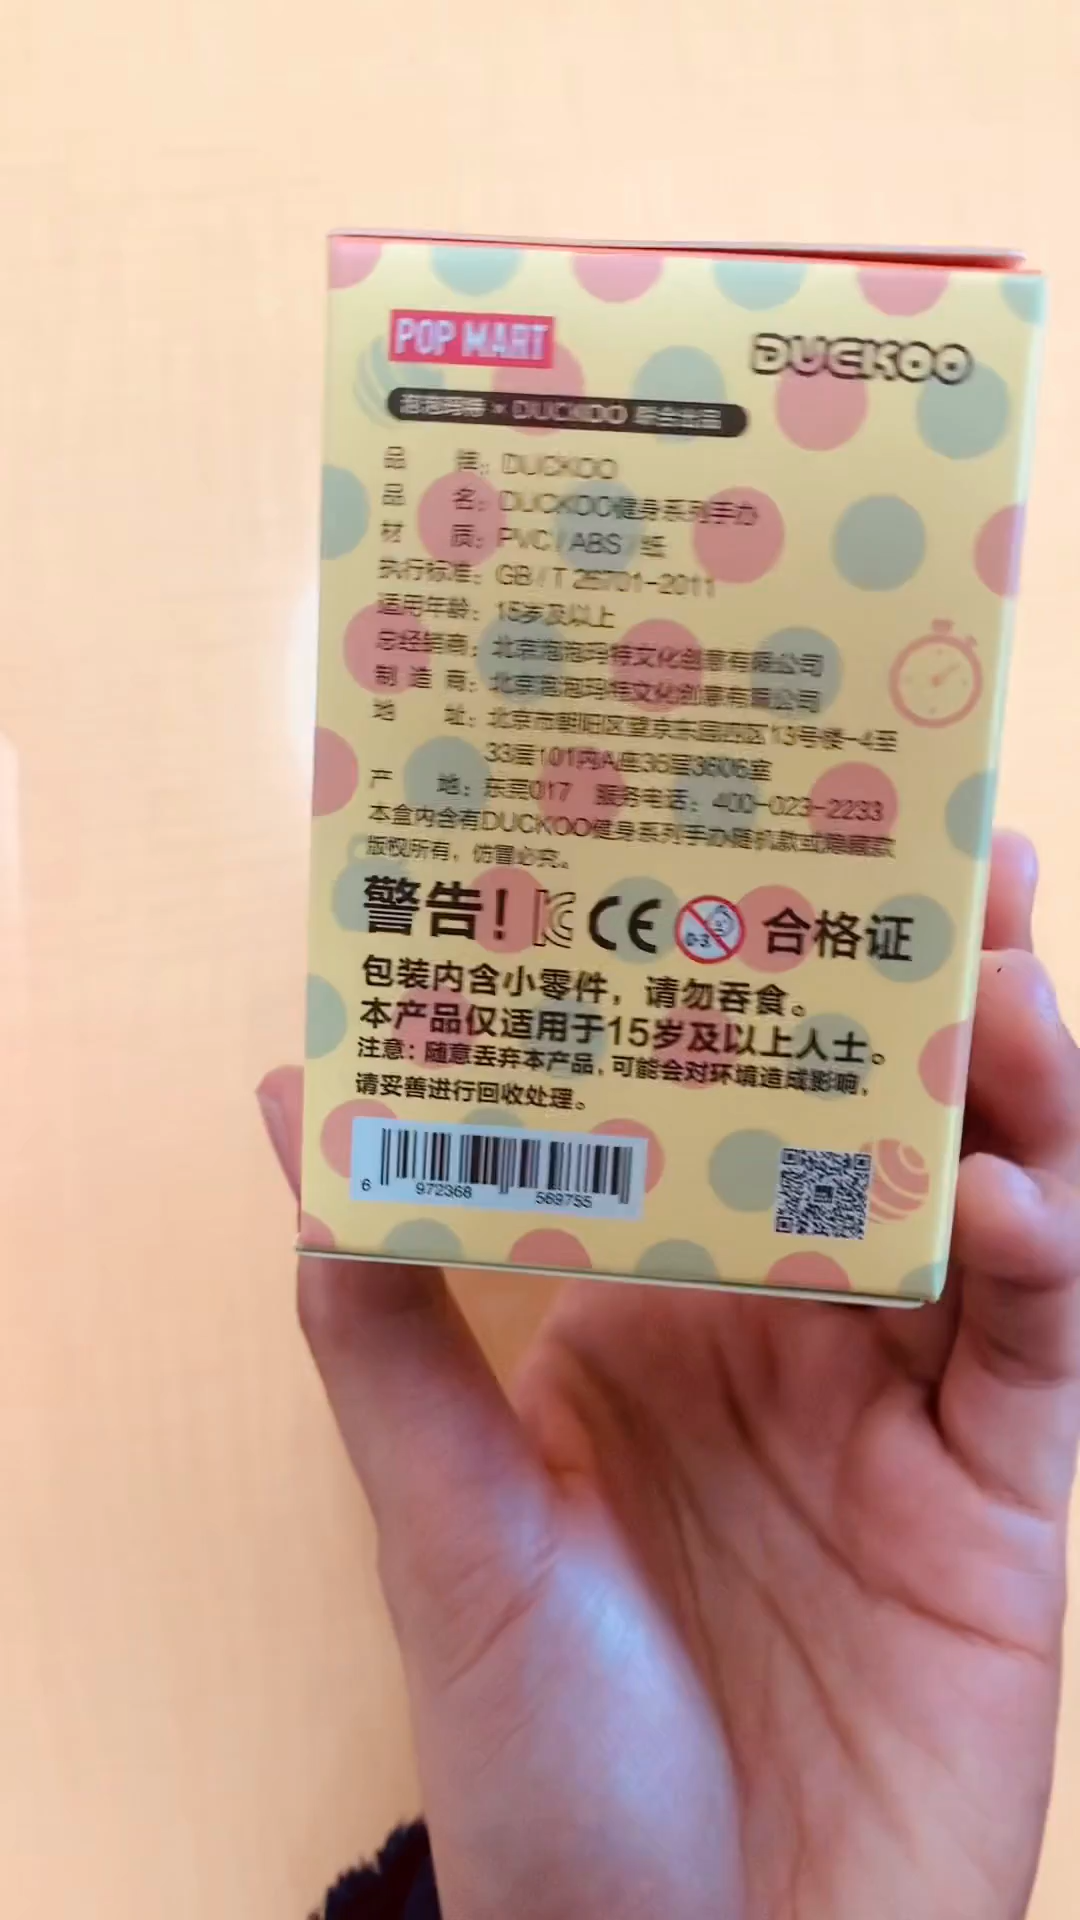 POP MART
DUCKOO
泡泡玛特 × DUCKOO 联合出品
品 牌：DUCKOO
品 名：DUCKOO健身系列手办
材 质：PVC / ABS / 纸
执行标准：GB / T 26701-2011
适用年龄：15岁及以上
总经销商：北京泡泡玛特文化创意有限公司
制 造 商：北京泡泡玛特文化创意有限公司
地 址：北京市朝阳区望京东园四区13号楼-4至
33层101内A座36层3606室
产 地：东莞017 服务电话：400-023-2233
本盒内含有DUCKOO健身系列手办随机款或隐藏款
版权所有，仿冒必究。
警告! KC CE 0-3 合格证
包装内含小零件，请勿吞食。
本产品仅适用于15岁及以上人士。
注意：随意丢弃本产品，可能会对环境造成影响，
请妥善进行回收处理。
6 972368 569755